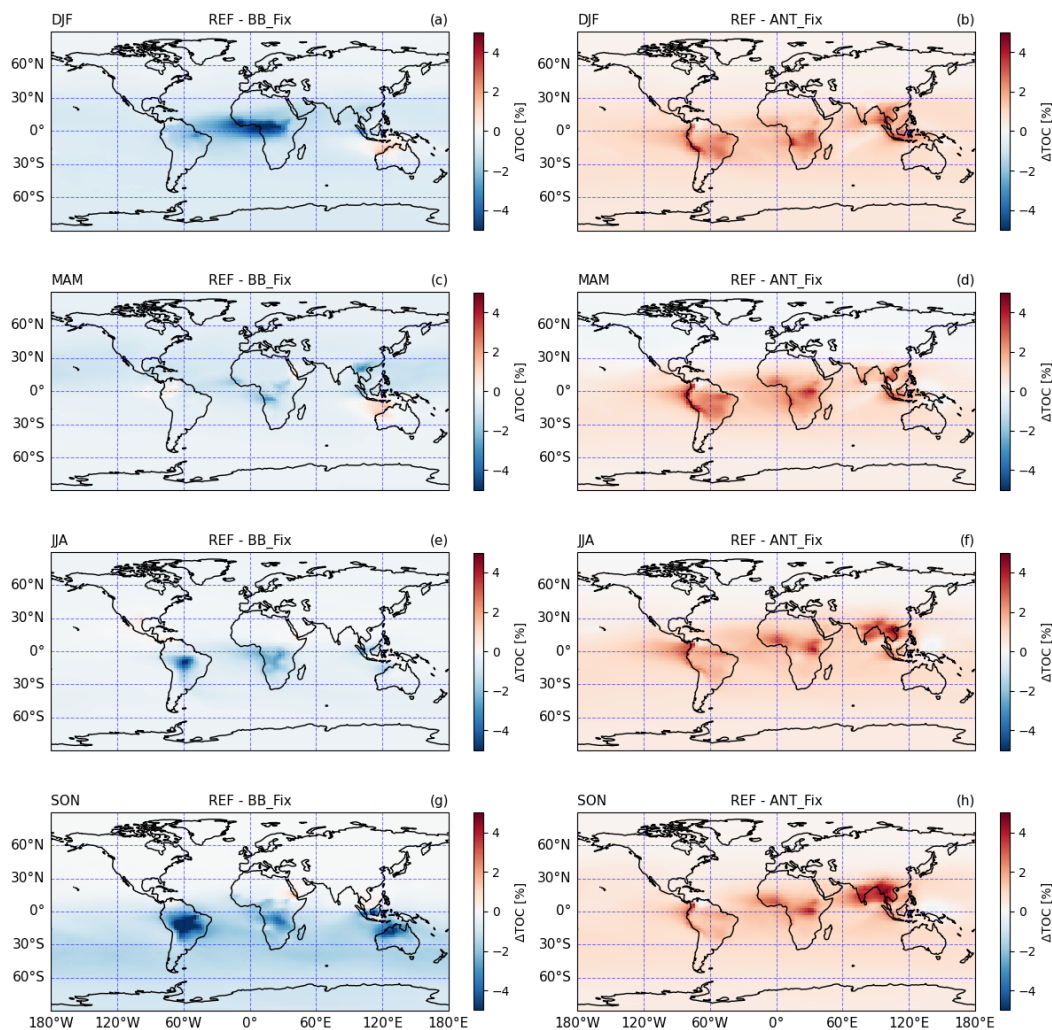 DJF REF - BB_Fix (a)
60°N
30°N
0°
30°S
60°S
4
2
0
−2
−4
ΔTOC [%]
DJF REF - ANT_Fix (b)
60°N
30°N
0°
30°S
60°S
4
2
0
−2
−4
ΔTOC [%]
MAM REF - BB_Fix (c)
60°N
30°N
0°
30°S
60°S
4
2
0
−2
−4
ΔTOC [%]
MAM REF - ANT_Fix (d)
60°N
30°N
0°
30°S
60°S
4
2
0
−2
−4
ΔTOC [%]
JJA REF - BB_Fix (e)
60°N
30°N
0°
30°S
60°S
4
2
0
−2
−4
ΔTOC [%]
JJA REF - ANT_Fix (f)
60°N
30°N
0°
30°S
60°S
4
2
0
−2
−4
ΔTOC [%]
SON REF - BB_Fix (g)
60°N
30°N
0°
30°S
60°S
180°W 120°W 60°W 0° 60°E 120°E 180°E
4
2
0
−2
−4
ΔTOC [%]
SON REF - ANT_Fix (h)
60°N
30°N
0°
30°S
60°S
180°W 120°W 60°W 0° 60°E 120°E 180°E
4
2
0
−2
−4
ΔTOC [%]